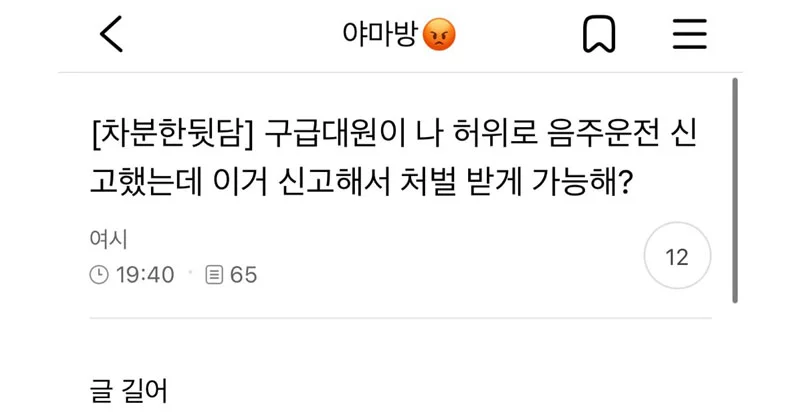 야마방😡
[차분한뒷담] 구급대원이 나 허위로 음주운전 신
고했는데 이거 신고해서 처벌 받게 가능해?
여시
19:40 · 65
12
글 길어